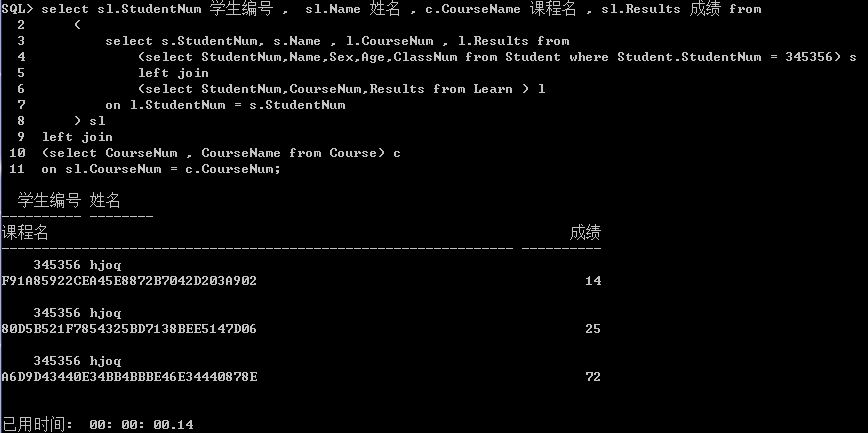 SQL> select sl.StudentNum 学生编号 , sl.Name 姓名 , c.CourseName 课程名 , sl.Results 成绩 from
2 (
3 select s.StudentNum, s.Name , l.CourseNum , l.Results from
4 (select StudentNum,Name,Sex,Age,ClassNum from Student where Student.StudentNum = 345356) s
5 left join
6 (select StudentNum,CourseNum,Results from Learn ) l
7 on l.StudentNum = s.StudentNum
8 ) sl
9 left join
10 (select CourseNum , CourseName from Course) c
11 on sl.CourseNum = c.CourseNum;
学生编号 姓名
---------- --------
课程名 成绩
---------------------------------------------------------------- ----------
345356 hjoq
F91A85922CEA45E8872B7042D203A902 14
345356 hjoq
80D5B521F7854325BD7138BEE5147D06 25
345356 hjoq
A6D9D43440E34BB4BBBE46E34440878E 72
已用时间: 00: 00: 00.14